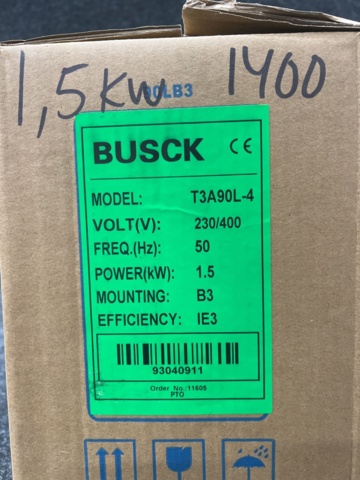 1,5 kw 1400
90LB3
BUSCK CE
MODEL: T3A90L-4
VOLT(V): 230/400
FREQ.(Hz): 50
POWER(kW): 1.5
MOUNTING: B3
EFFICIENCY: IE3
93040911
Order No.:11605
PTO